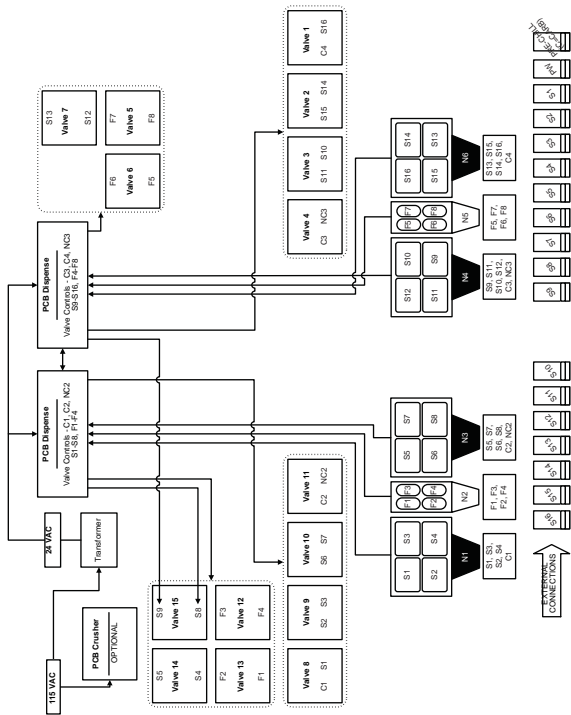 115 VAC
24 VAC
PCB Crusher
OPTIONAL
Transformer
PCB Dispense
Valve Controls - C1, C2, NC2
S1-S8, F1-F4
PCB Dispense
Valve Controls - C3, C4, NC3
S9-S16, F4-F8
S13
Valve 7
S12
F6
Valve 6
F5
F7
Valve 5
F8
S5
Valve 14
S4
S9
Valve 15
S8
F2
Valve 13
F1
F3
Valve 12
F4
Valve 8
C1 S1
Valve 9
S2 S3
Valve 10
S6 S7
Valve 11
C2 NC2
Valve 4
C3 NC3
Valve 3
S11 S10
Valve 2
S15 S14
Valve 1
C4 S16
S1 S3
S2 S4
N1
S1, S3,
S2, S4
C1
F1 F3
F2 F4
N2
F1, F3,
F2, F4
S5 S7
S6 S8
N3
S5, S7,
S6, S8,
C2, NC2
S12 S10
S11 S9
N4
S9, S11,
S10, S12,
C3, NC3
F5 F7
F6 F8
N5
F5, F7,
F6, F8
S16 S14
S15 S13
N6
S13, S15,
S14, S16,
C4
EXTERNAL
CONNECTIONS
S16
S15
S14
S13
S12
S11
S10
S9
S8
S7
S6
S5
S4
S3
S2
S1
PW
PRE-CHILL
(C=CARB)